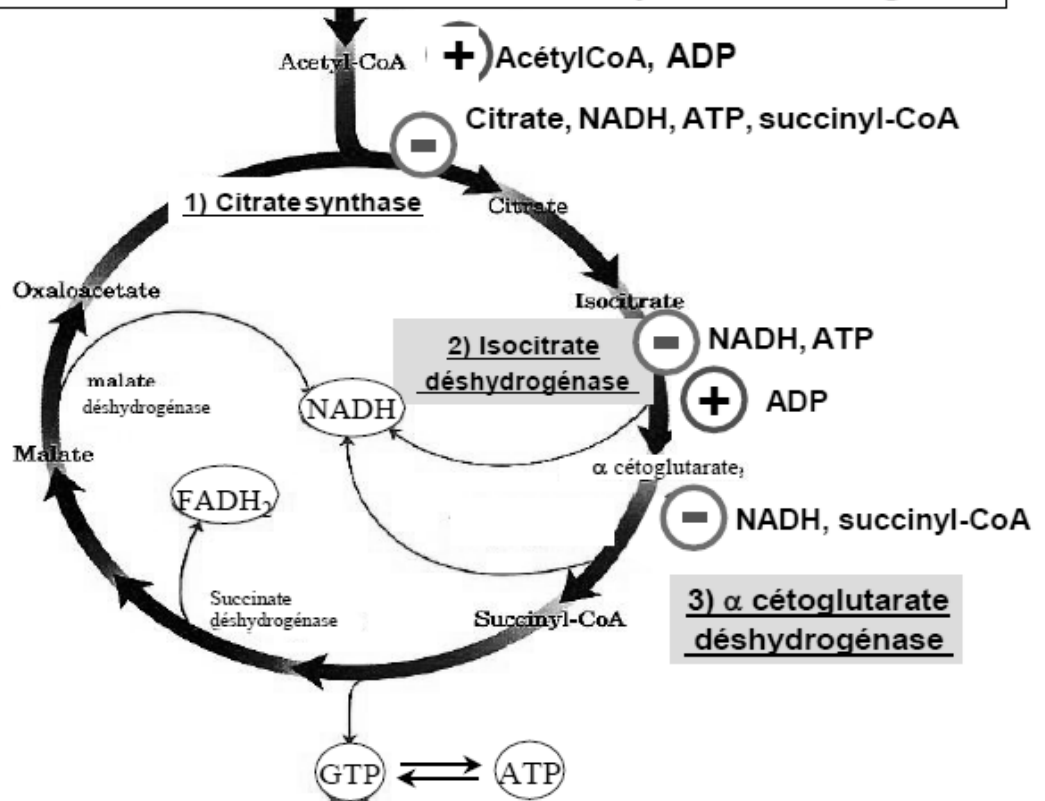 Acetyl-CoA
+ AcétylCoA, ADP
Citrate, NADH, ATP, succinyl-CoA
-
1) Citrate synthase
Citrate
Oxaloacetate
Isocitrate
2) Isocitrate
déshydrogénase
- NADH, ATP
+ ADP
malate
déshydrogénase
NADH
Malate
α cétoglutarate
FADH₂
- NADH, succinyl-CoA
Succinate
déshydrogénase
Succinyl-CoA
3) α cétoglutarate
déshydrogénase
GTP
ATP